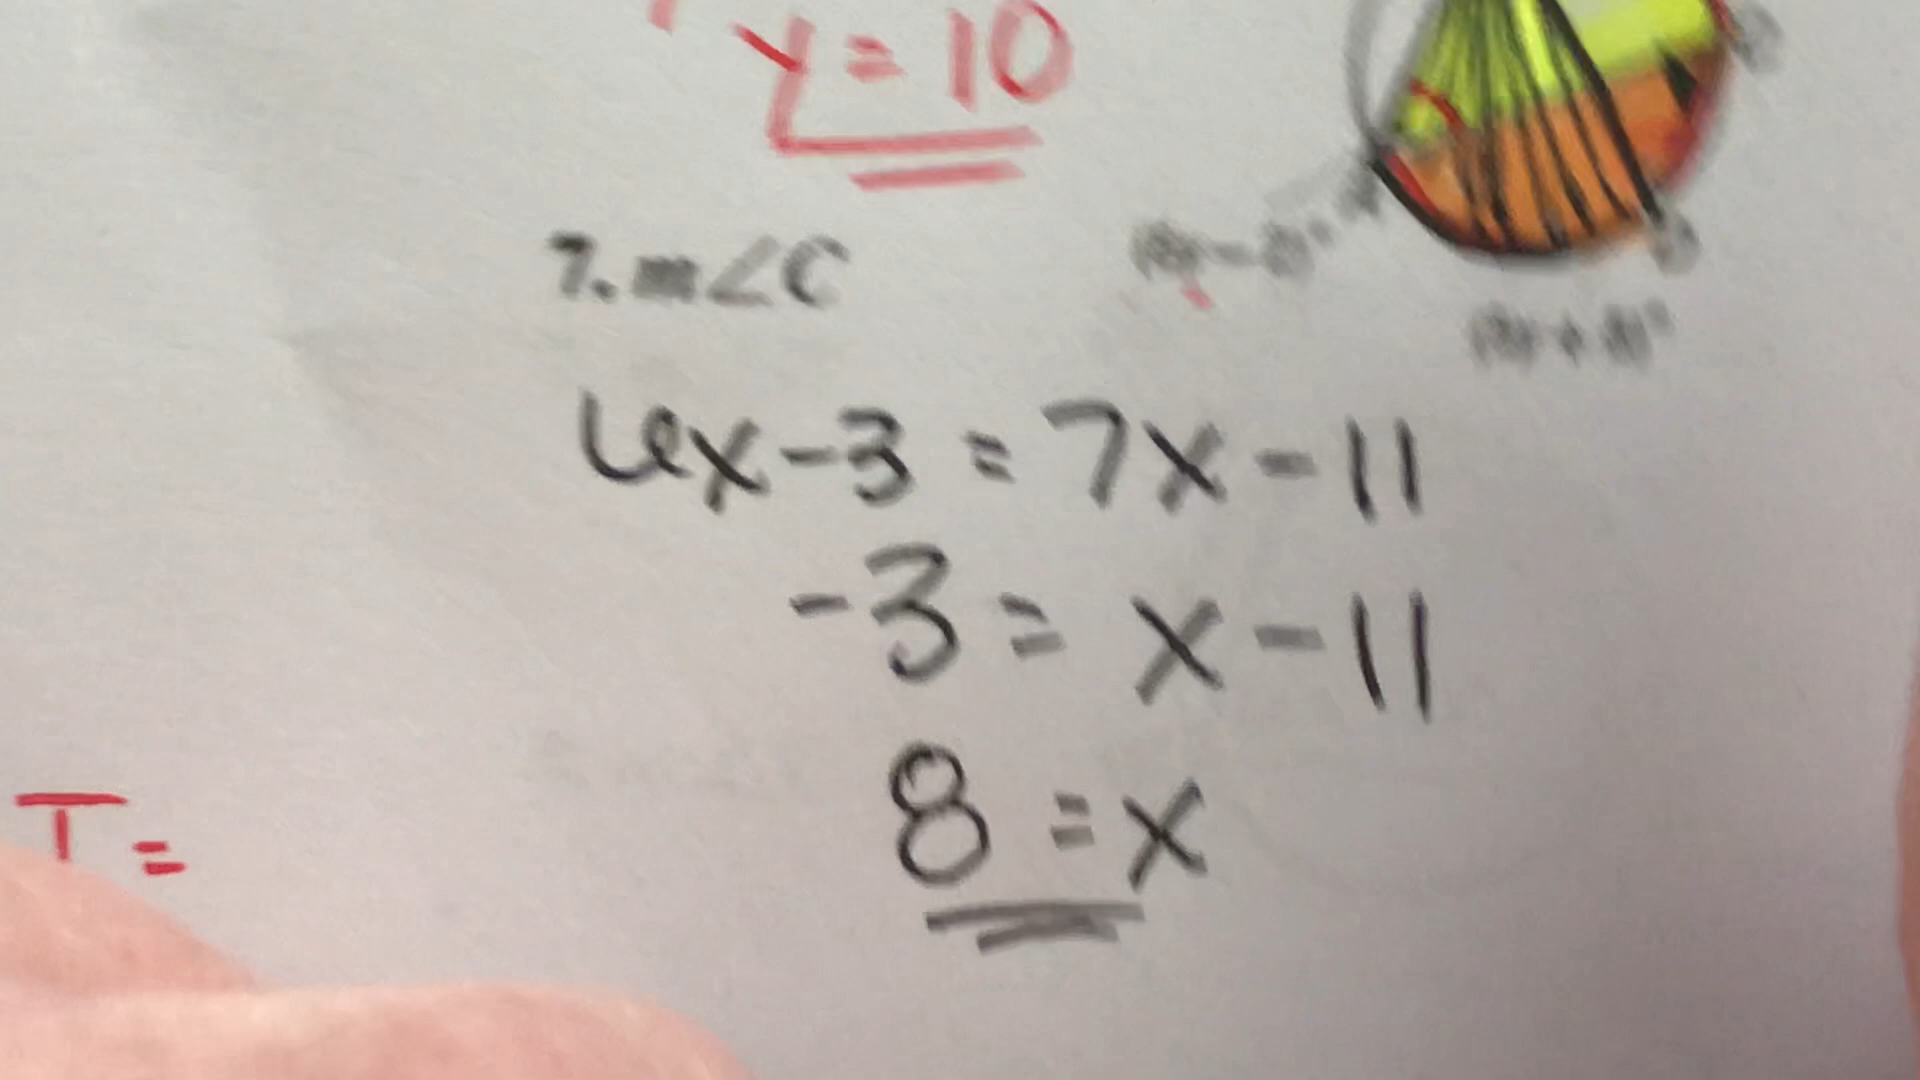 y = 10
7. m∠C
6x - 3 = 7x - 11
-3 = x - 11
8 = x
T =